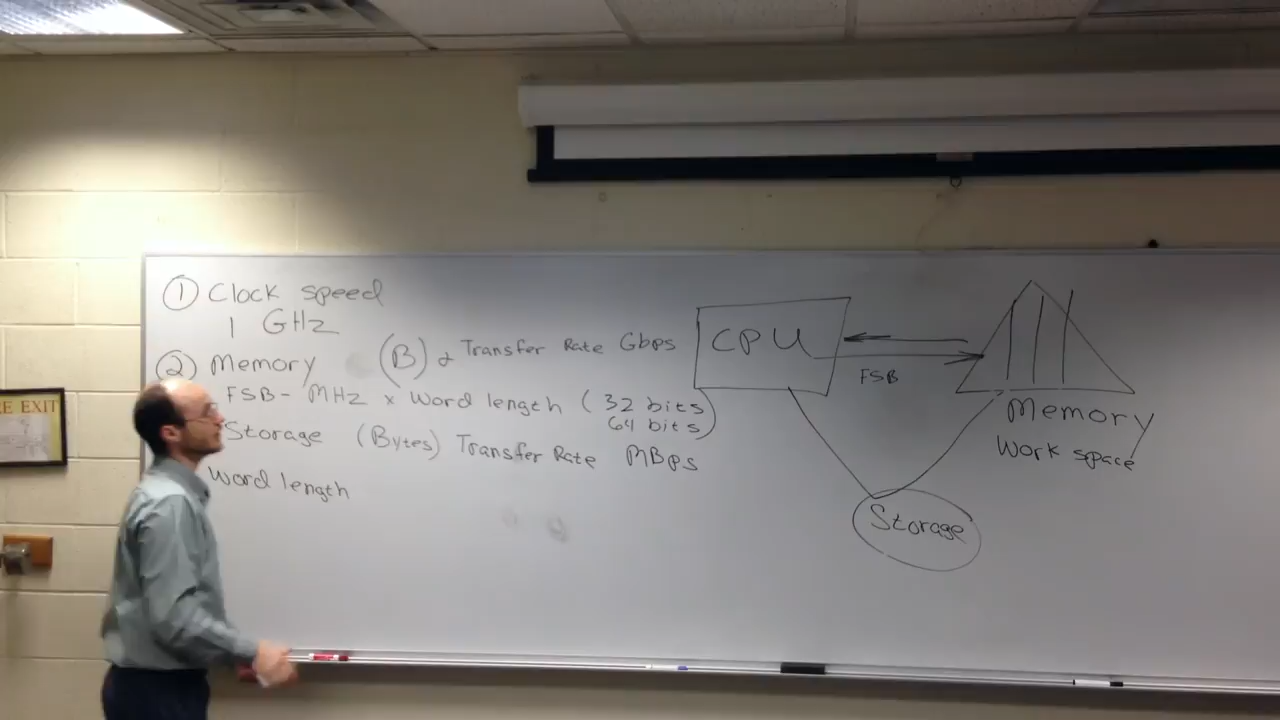 ① Clock speed
1 GHz
② Memory (B) & Transfer Rate Gbps
FSB - MHz x Word length (32 bits
64 bits)
Storage (Bytes) Transfer Rate MBps
Word length
CPU
FSB
Memory
Work space
Storage
EXIT